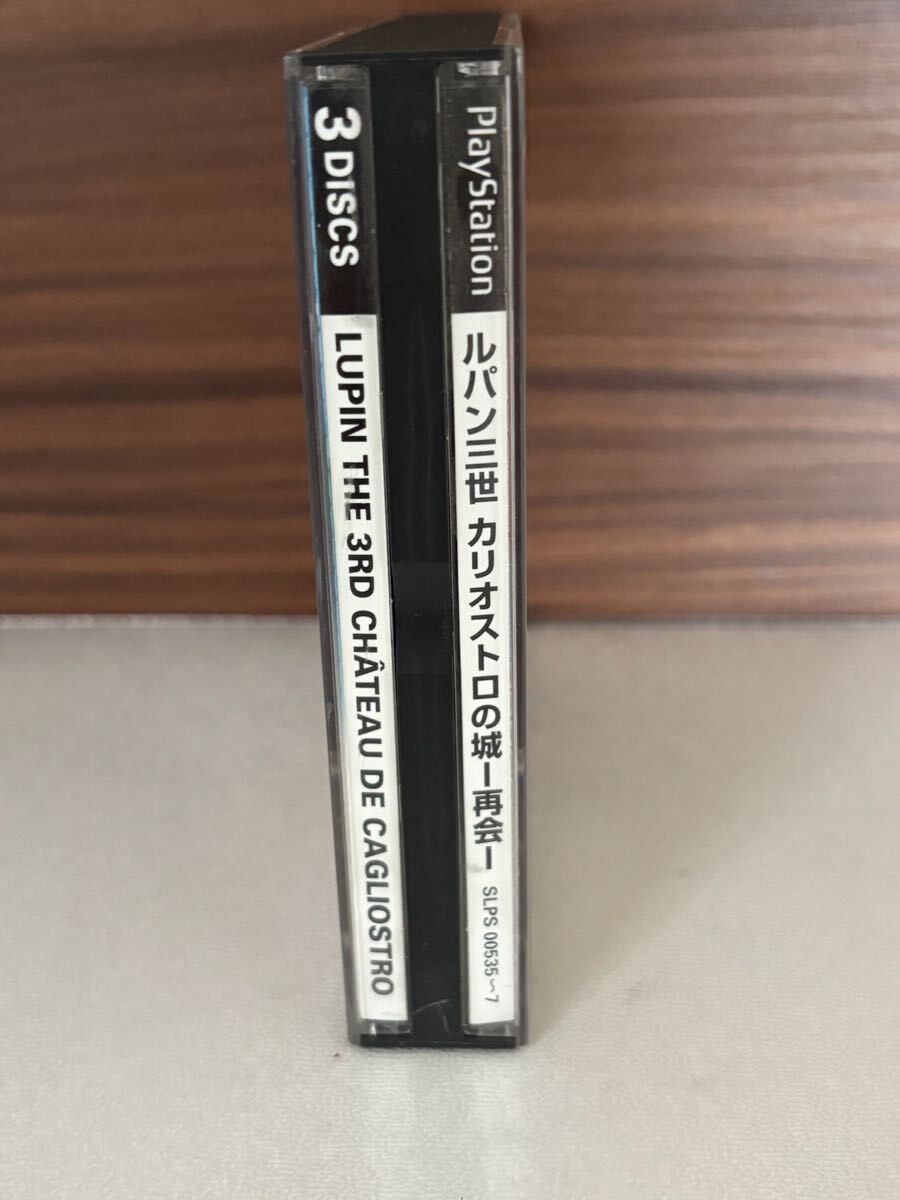 3 DISCS
LUPIN THE 3RD CHÂTEAU DE CAGLIOSTRO
PlayStation
ルパン三世 カリオストロの城ー再会ー
SLPS 00535～7